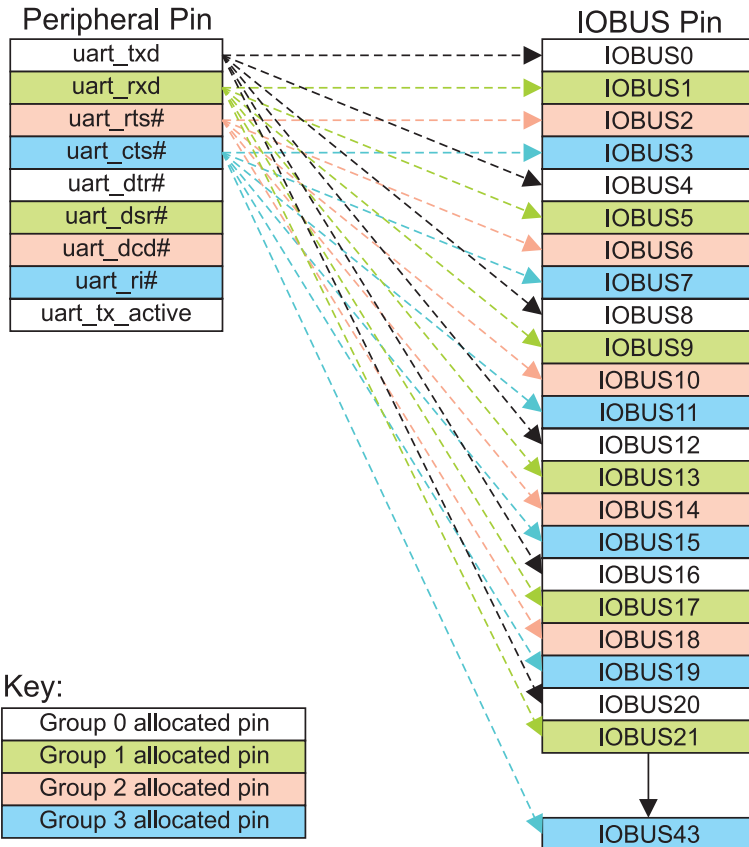 Peripheral Pin
uart_txd
uart_rxd
uart_rts#
uart_cts#
uart_dtr#
uart_dsr#
uart_dcd#
uart_ri#
uart_tx_active
IOBUS Pin
IOBUS0
IOBUS1
IOBUS2
IOBUS3
IOBUS4
IOBUS5
IOBUS6
IOBUS7
IOBUS8
IOBUS9
IOBUS10
IOBUS11
IOBUS12
IOBUS13
IOBUS14
IOBUS15
IOBUS16
IOBUS17
IOBUS18
IOBUS19
IOBUS20
IOBUS21
IOBUS43
Key:
Group 0 allocated pin
Group 1 allocated pin
Group 2 allocated pin
Group 3 allocated pin